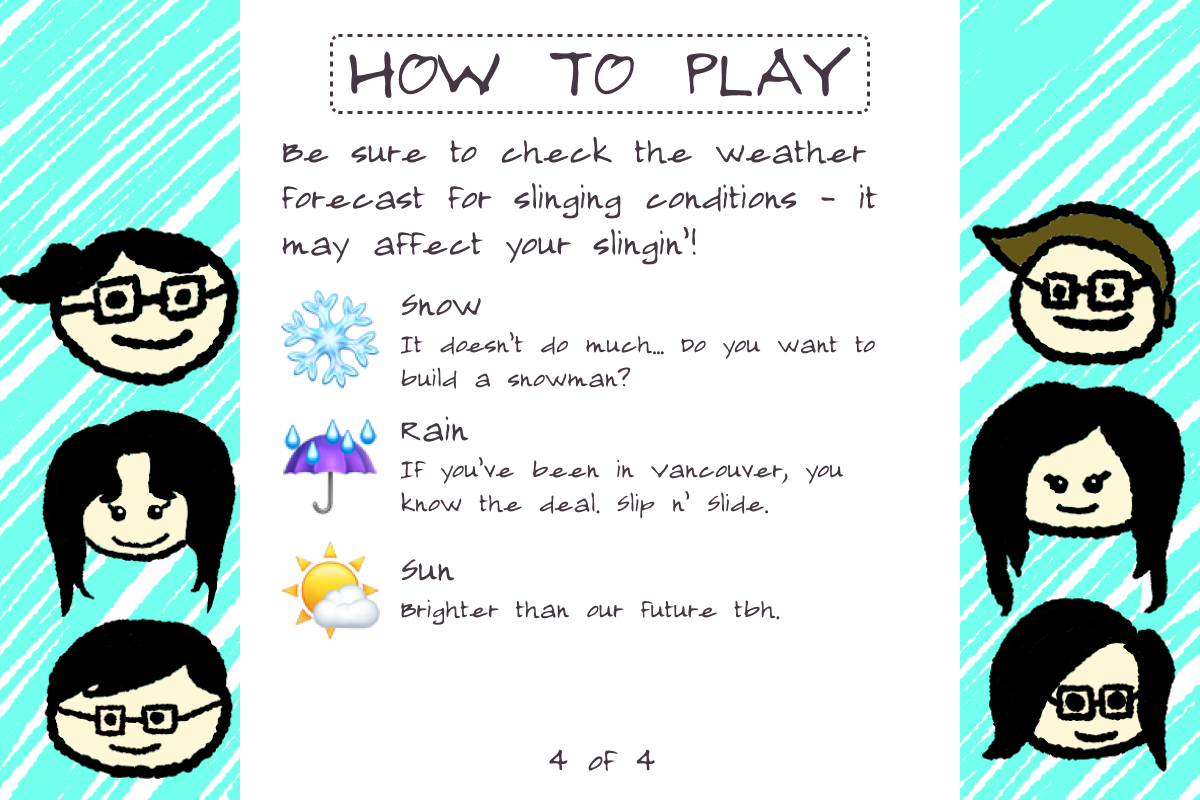 HOW TO PLAY
Be sure to check the weather
forecast for slinging conditions - it
may affect your slingin'!
Snow
It doesn't do much... Do you want to
build a snowman?
Rain
If you've been in Vancouver, you
know the deal. Slip n' Slide.
Sun
Brighter than our future tbh.
4 of 4